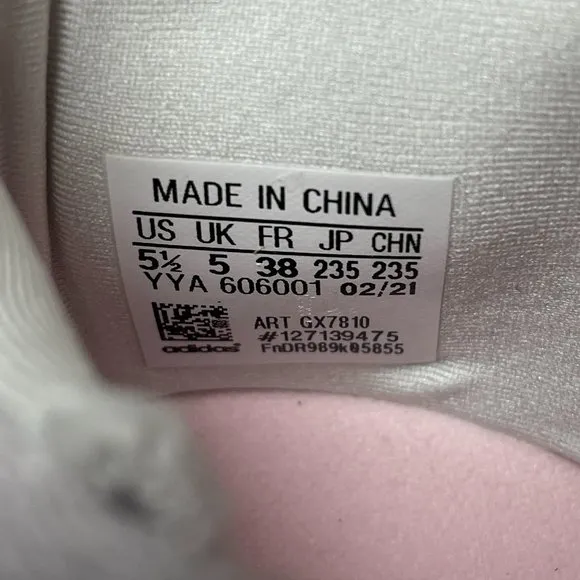 MADE IN CHINA
US UK FR JP CHN
5½ 5 38 235 235
YYA 606001 02/21
ART GX7810
#127139475
adidas FnDR989k05855